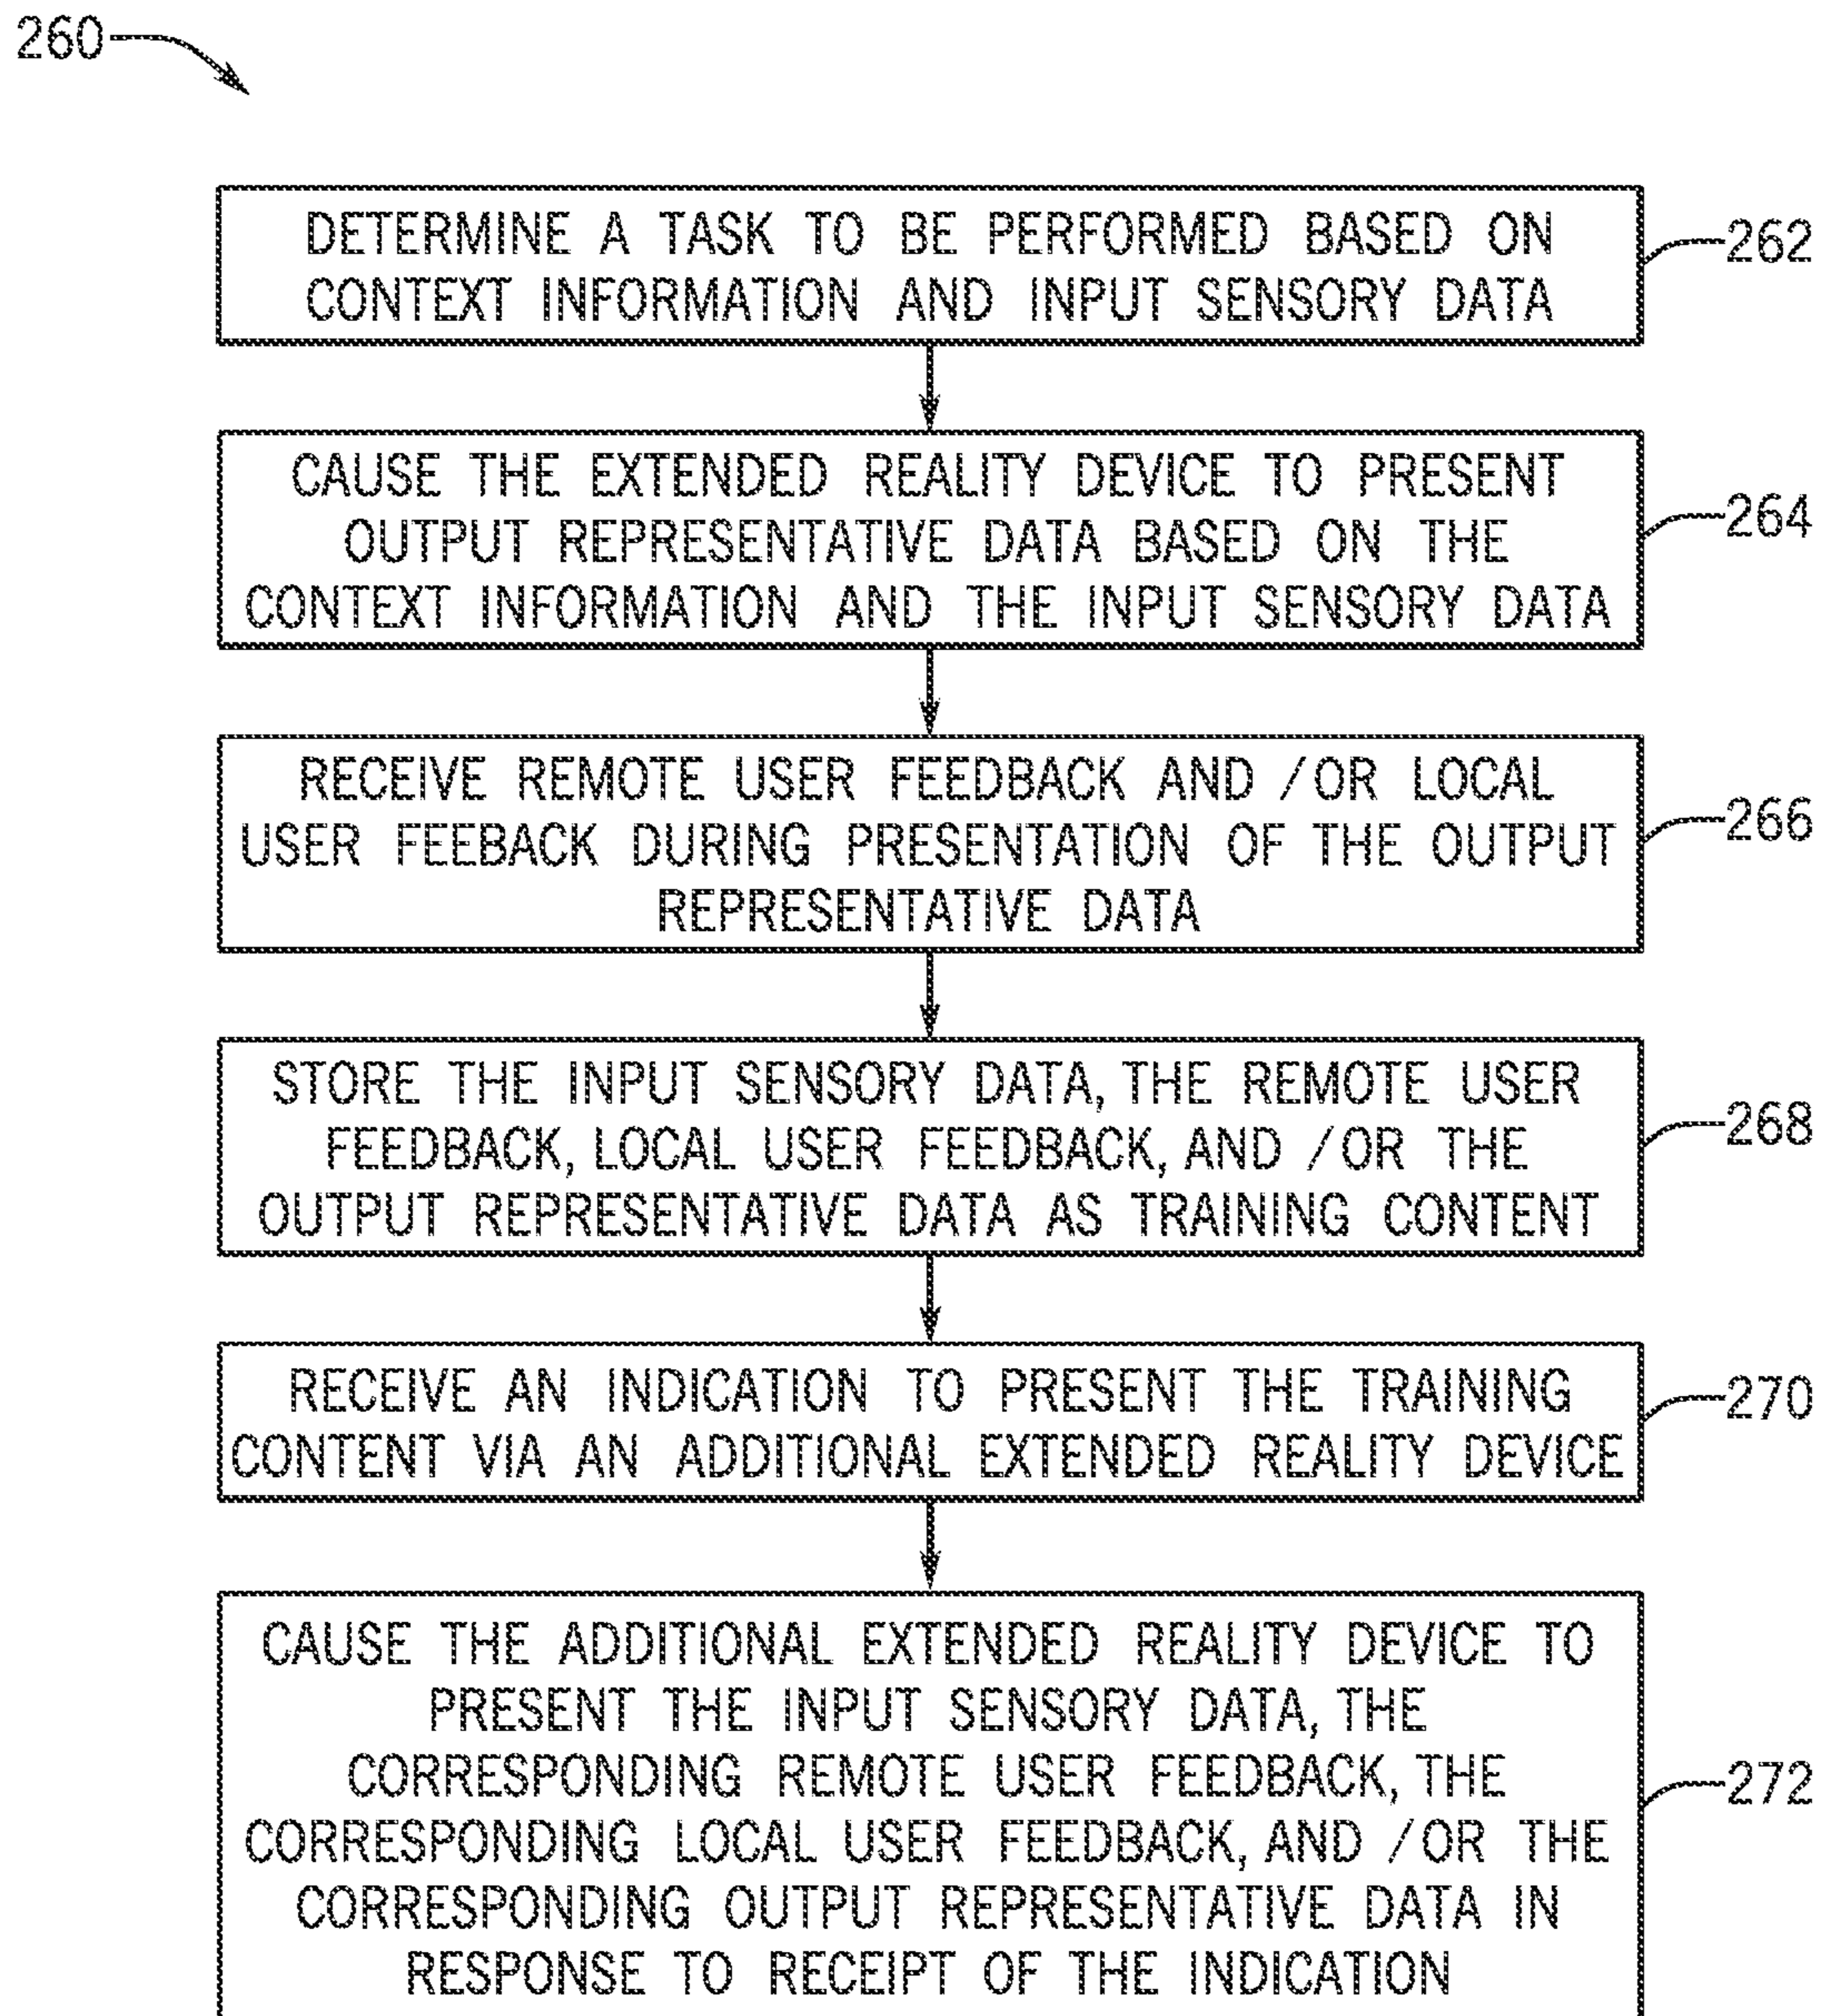 260
DETERMINE A TASK TO BE PERFORMED BASED ON
CONTEXT INFORMATION AND INPUT SENSORY DATA
262
CAUSE THE EXTENDED REALITY DEVICE TO PRESENT
OUTPUT REPRESENTATIVE DATA BASED ON THE
CONTEXT INFORMATION AND THE INPUT SENSORY DATA
264
RECEIVE REMOTE USER FEEDBACK AND /OR LOCAL
USER FEEBACK DURING PRESENTATION OF THE OUTPUT
REPRESENTATIVE DATA
266
STORE THE INPUT SENSORY DATA, THE REMOTE USER
FEEDBACK, LOCAL USER FEEDBACK, AND /OR THE
OUTPUT REPRESENTATIVE DATA AS TRAINING CONTENT
268
RECEIVE AN INDICATION TO PRESENT THE TRAINING
CONTENT VIA AN ADDITIONAL EXTENDED REALITY DEVICE
270
CAUSE THE ADDITIONAL EXTENDED REALITY DEVICE TO
PRESENT THE INPUT SENSORY DATA, THE
CORRESPONDING REMOTE USER FEEDBACK, THE
CORRESPONDING LOCAL USER FEEDBACK, AND /OR THE
CORRESPONDING OUTPUT REPRESENTATIVE DATA IN
RESPONSE TO RECEIPT OF THE INDICATION
272